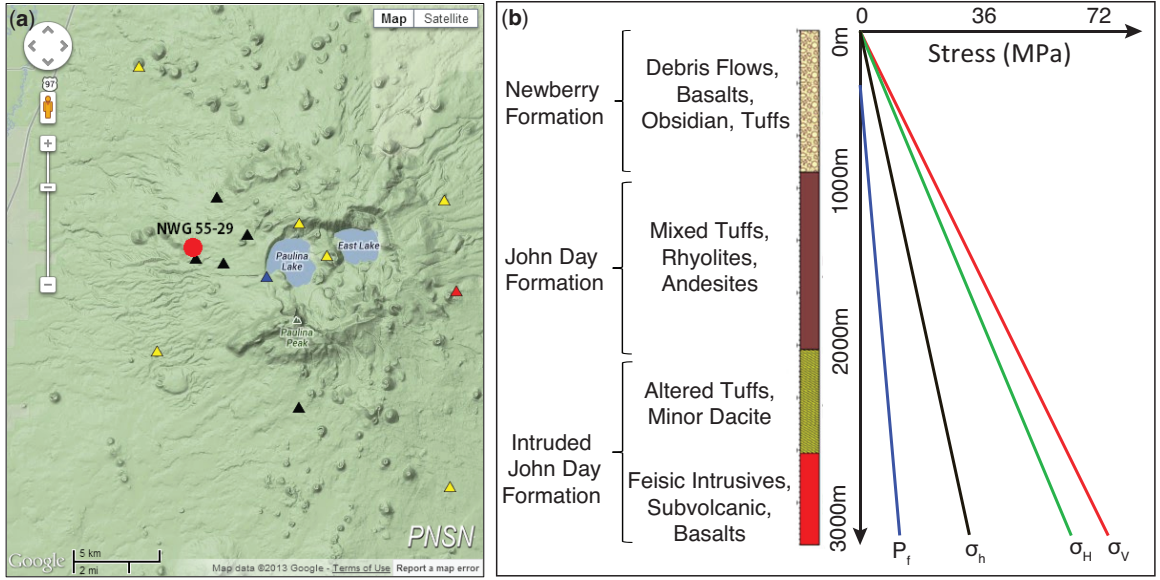 (a)
Map
Satellite
97
NWG 55-29
Paulina
Lake
East Lake
Paulina
Peak
PNSN
Google
5 km
2 mi
Map data ©2013 Google - Terms of Use
Report a map error
(b)
Newberry
Formation
Debris Flows,
Basalts,
Obsidian, Tuffs
John Day
Formation
Mixed Tuffs,
Rhyolites,
Andesites
Intruded
John Day
Formation
Altered Tuffs,
Minor Dacite
Feisic Intrusives,
Subvolcanic,
Basalts
0 36 72
Stress (MPa)
0m
1000m
2000m
3000m
Pf
σh
σH
σV